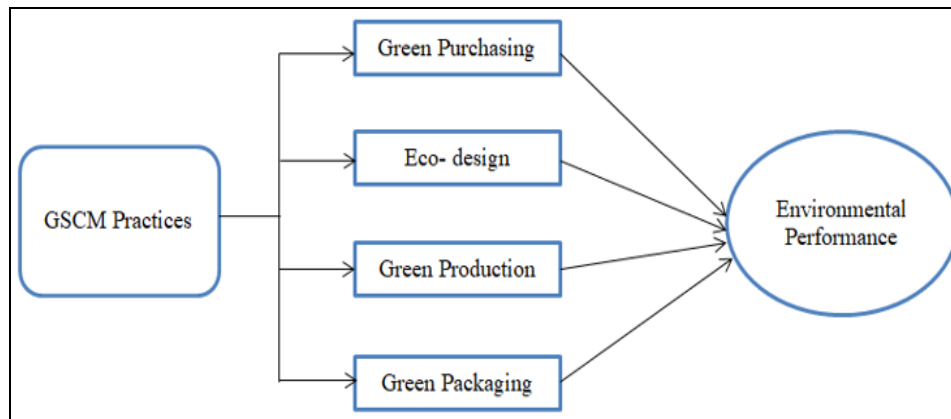 Green Purchasing
Eco- design
GSCM Practices
Green Production
Green Packaging
Environmental
Performance